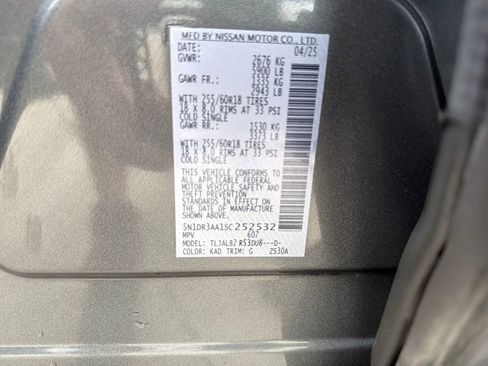 MFD BY NISSAN MOTOR CO., LTD.
DATE: 04/25
GVWR: 2676 KG
5900 LB
GAWR FR.: 1335 KG
2943 LB
WITH 255/60R18 TIRES
18 X 8.0 RIMS AT 33 PSI
COLD SINGLE
GAWR RR.: 1530 KG
3373 LB
WITH 255/60R18 TIRES
18 X 8.0 RIMS AT 33 PSI
COLD SINGLE
THIS VEHICLE CONFORMS TO
ALL APPLICABLE FEDERAL
MOTOR VEHICLE SAFETY AND
THEFT PREVENTION
STANDARDS IN EFFECT ON
THE DATE OF MANUFACTURE
SHOWN ABOVE.
5N1DR3AA1SC252532
MPV 607
MODEL: TLJALBZ R53DU8---D-
COLOR: KAD TRIM: G ZS30A